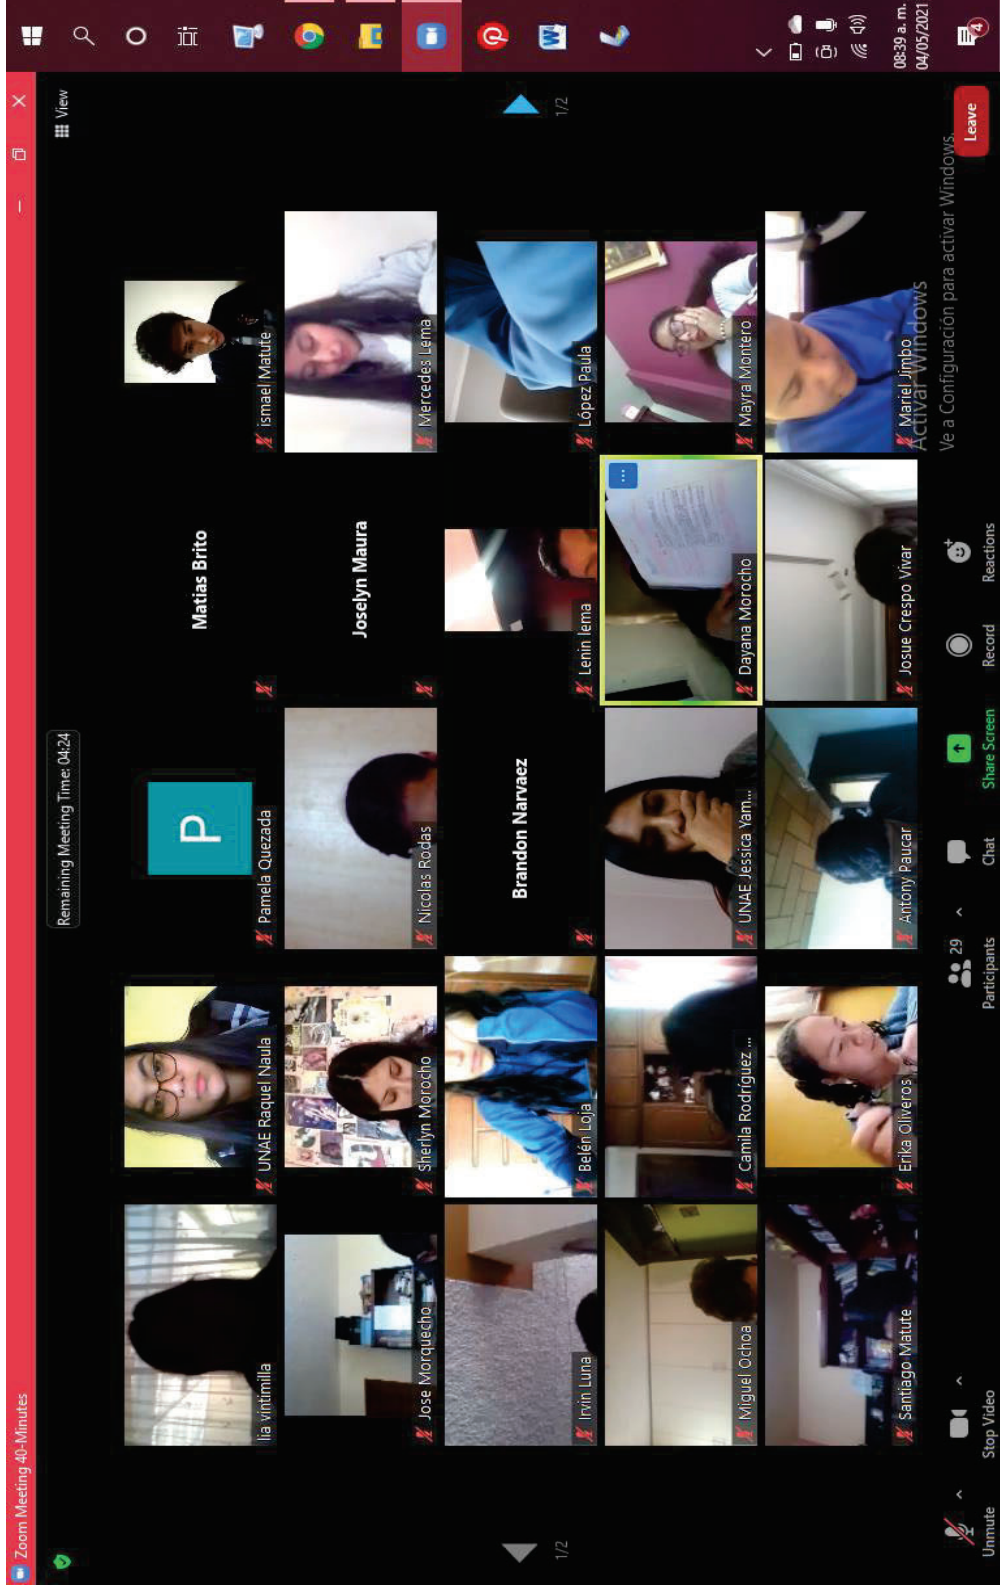 Zoom Meeting 40-Minutes
Remaining Meeting Time: 04:24
View
lia vintimilla
UNAE Raquel Naula
P
Pamela Quezada
Matias Brito
ismael Matute
Jose Morquecho
Sherlyn Morocho
Nicolas Rodas
Joselyn Maura
Mercedes Lema
Irvin Luna
Belén Loja
Brandon Narvaez
Lenin lema
López Paula
Miguel Ochoa
Camila Rodríguez ...
UNAE Jessica Yam...
Dayana Morocho
...
Mayra Montero
Santiago Matute
Erika Oliveros
Antony Paucar
Josue Crespo Vivar
Mariel Jimbo
1/2
1/2
Activar Windows
Ve a Configuración para activar Windows.
Unmute
Stop Video
Participants
29
Chat
Share Screen
Record
Reactions
Leave
08:39 a. m.
04/05/2021
4